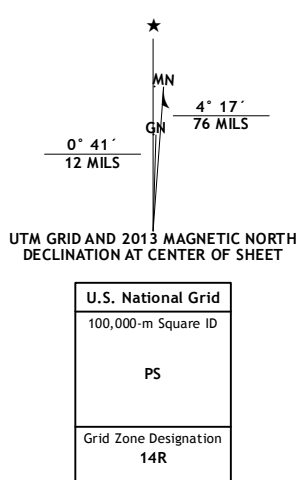 ★
MN
GN
4° 17´
76 MILS
0° 41´
12 MILS
UTM GRID AND 2013 MAGNETIC NORTH
DECLINATION AT CENTER OF SHEET
U.S. National Grid
100,000-m Square ID
PS
Grid Zone Designation
14R